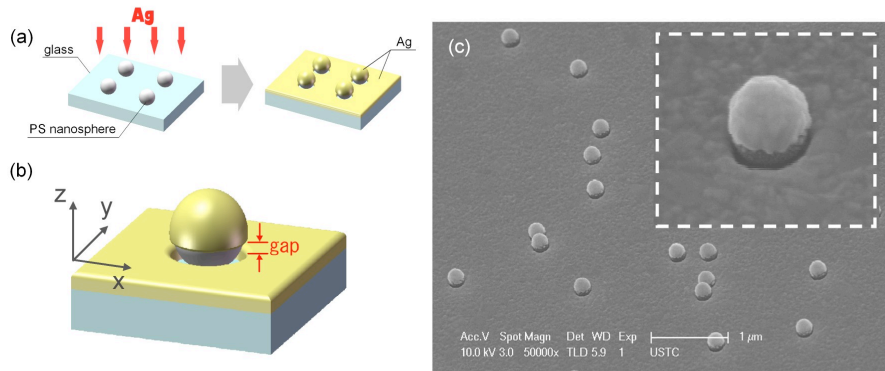 (a)
Ag
glass
PS nanosphere
Ag
(b)
z
y
x
gap
(c)
Acc.V Spot Magn Det WD Exp
10.0 kV 3.0 50000x TLD 5.9 1 USTC
1 µm